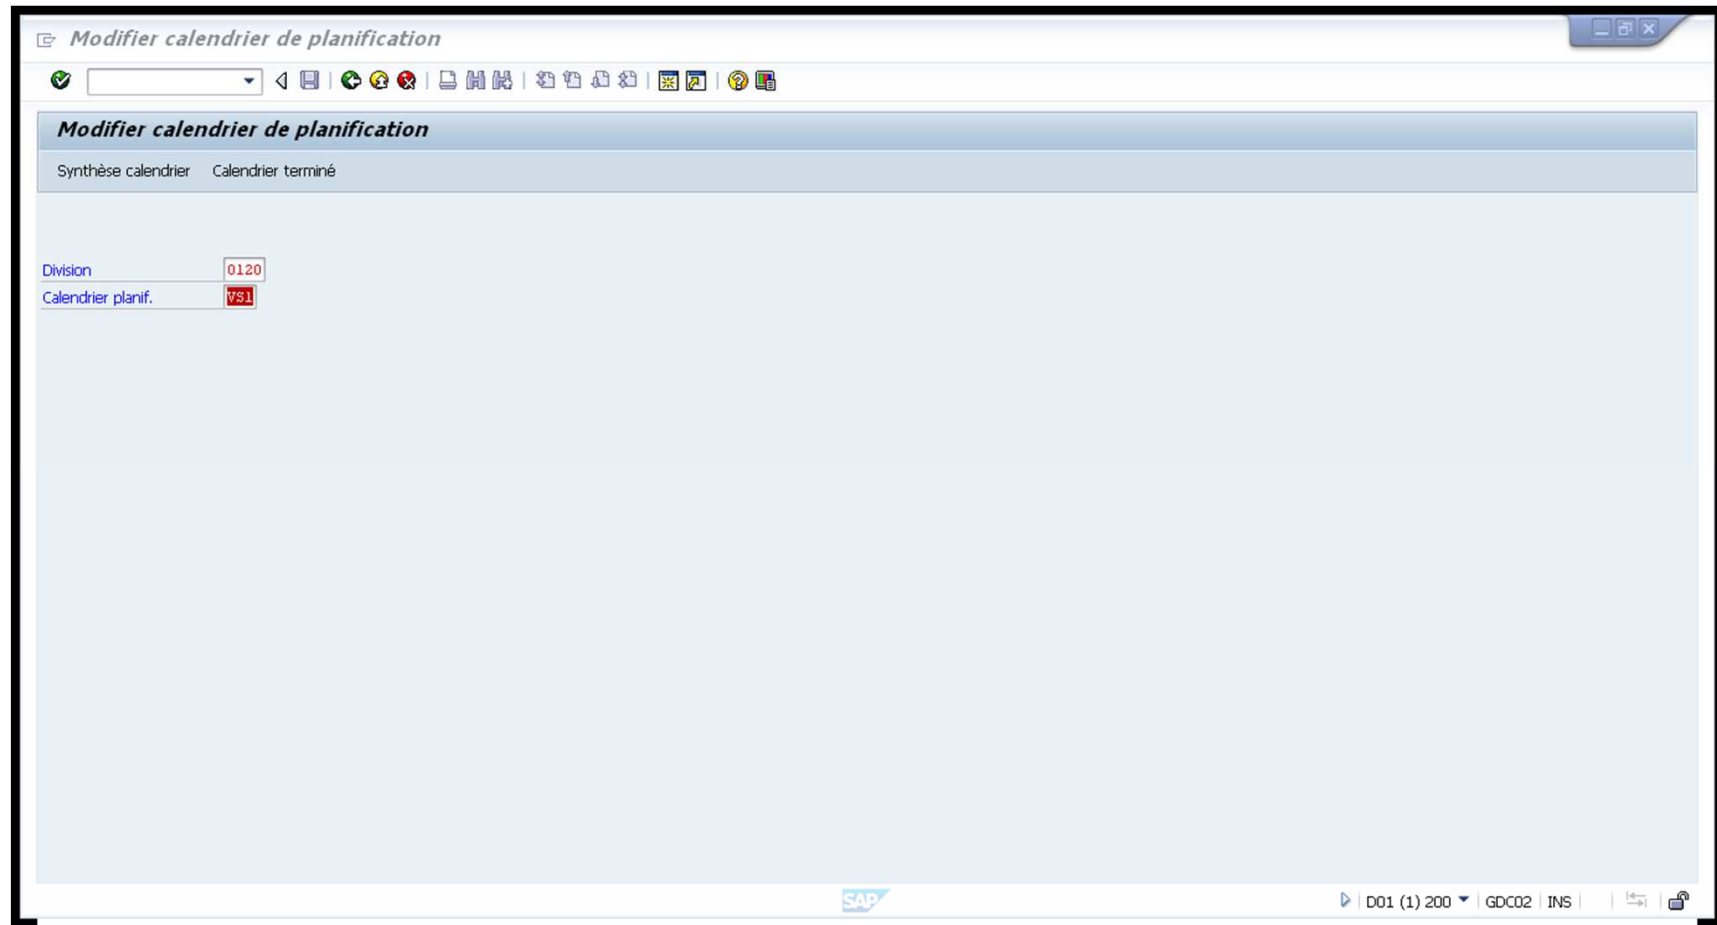 Modifier calendrier de planification
Modifier calendrier de planification
Synthèse calendrier Calendrier terminé
Division 0120
Calendrier planif. VS1
SAP D01 (1) 200 GDC02 INS